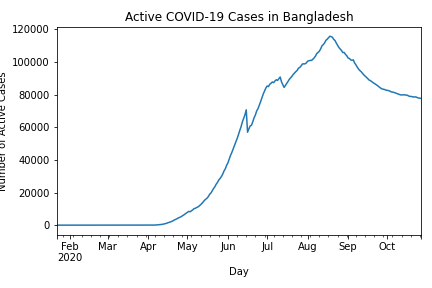 Active COVID-19 Cases in Bangladesh
Number of Active Cases
120000
100000
80000
60000
40000
20000
0
Feb Mar Apr May Jun Jul Aug Sep Oct
2020
Day